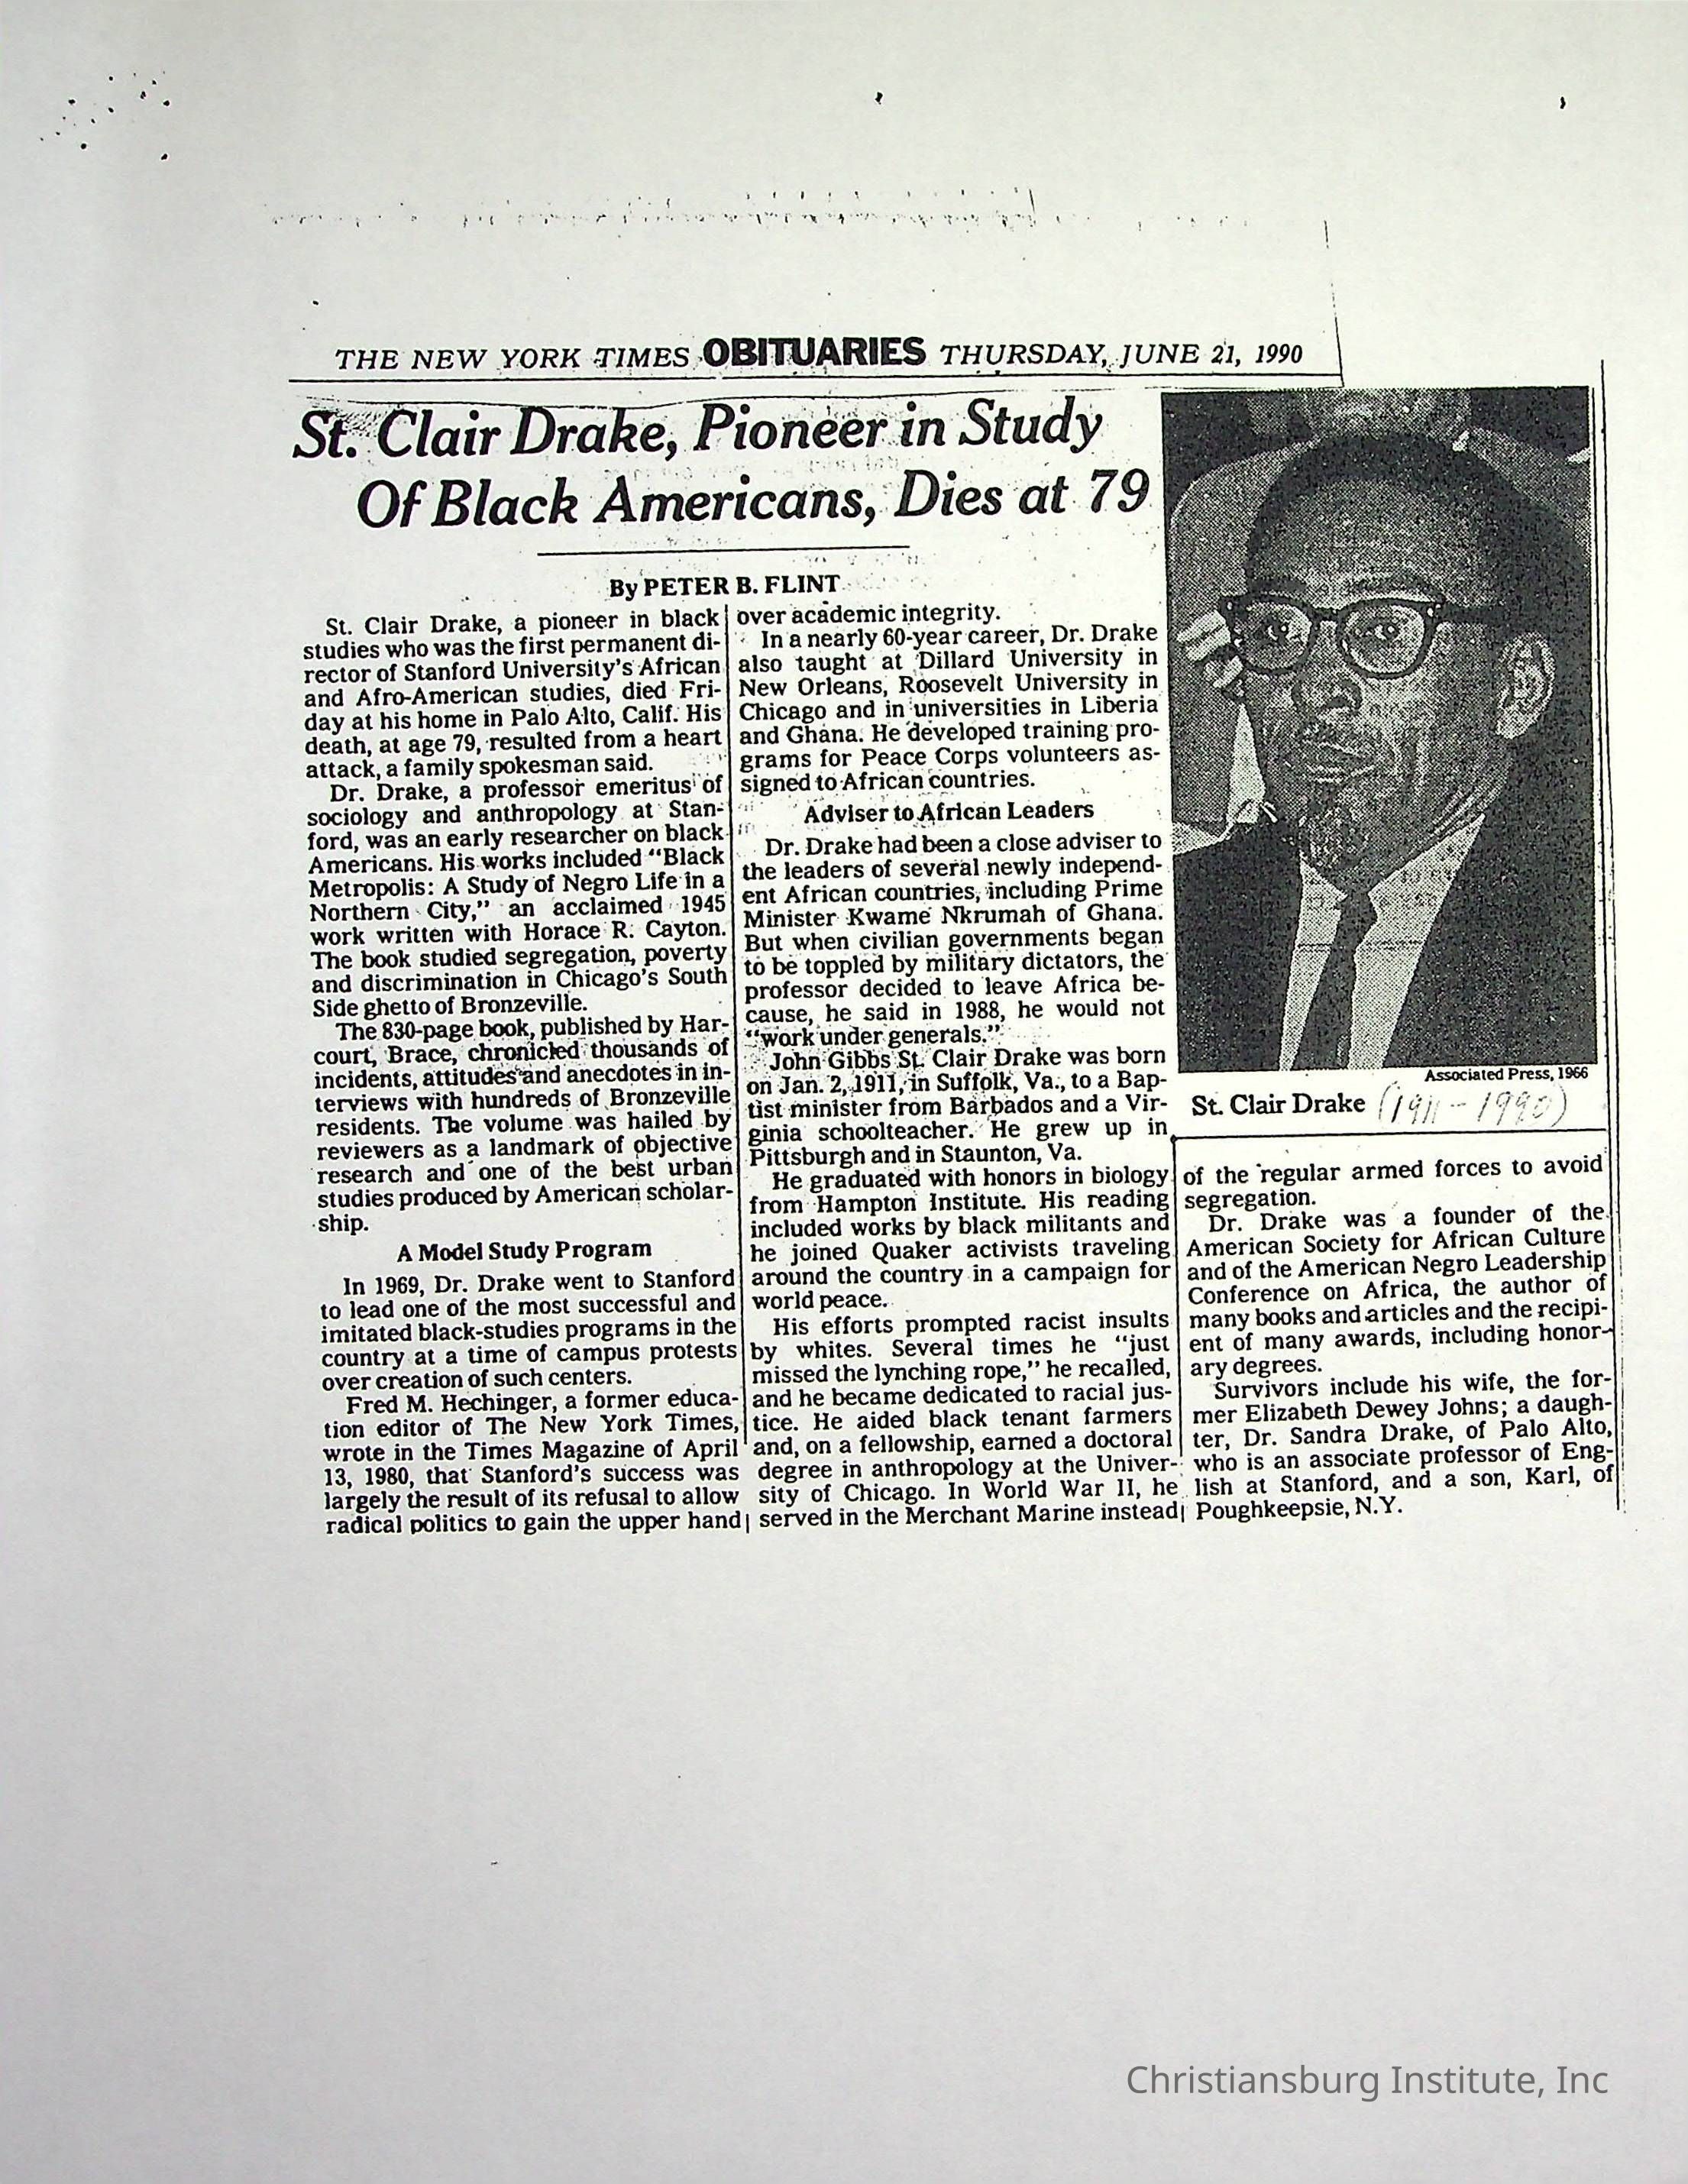 THE NEW YORK TIMES OBITUARIES THURSDAY, JUNE 21, 1990
St. Clair Drake, Pioneer in Study
Of Black Americans, Dies at 79
By PETER B. FLINT
St. Clair Drake, a pioneer in black
studies who was the first permanent di-
rector of Stanford University's African
and Afro-American studies, died Fri-
day at his home in Palo Alto, Calif. His
death, at age 79, resulted from a heart
attack, a family spokesman said.
Dr. Drake, a professor emeritus of
sociology and anthropology at Stan-
ford, was an early researcher on black
Americans. His works included "Black
Metropolis: A Study of Negro Life in a
Northern City," an acclaimed 1945
work written with Horace R. Cayton.
The book studied segregation, poverty
and discrimination in Chicago's South
Side ghetto of Bronzeville.
The 830-page book, published by Har-
court, Brace, chronicled thousands of
incidents, attitudes and anecdotes in in-
terviews with hundreds of Bronzeville
residents. The volume was hailed by
reviewers as a landmark of objective
research and one of the best urban
studies produced by American scholar-
ship.
A Model Study Program
In 1969, Dr. Drake went to Stanford
to lead one of the most successful and
imitated black-studies programs in the
country at a time of campus protests
over creation of such centers.
Fred M. Hechinger, a former educa-
tion editor of The New York Times,
wrote in the Times Magazine of April
13, 1980, that Stanford's success was
largely the result of its refusal to allow
radical politics to gain the upper hand
over academic integrity.
In a nearly 60-year career, Dr. Drake
also taught at Dillard University in
New Orleans, Roosevelt University in
Chicago and in universities in Liberia
and Ghana. He developed training pro-
grams for Peace Corps volunteers as-
signed to African countries.
Adviser to African Leaders
Dr. Drake had been a close adviser to
the leaders of several newly independ-
ent African countries, including Prime
Minister Kwame Nkrumah of Ghana.
But when civilian governments began
to be toppled by military dictators, the
professor decided to leave Africa be-
cause, he said in 1988, he would not
"work under generals."
John Gibbs St. Clair Drake was born
on Jan. 2, 1911, in Suffolk, Va., to a Bap-
tist minister from Barbados and a Vir-
ginia schoolteacher. He grew up in
Pittsburgh and in Staunton, Va.
He graduated with honors in biology
from Hampton Institute. His reading
included works by black militants and
he joined Quaker activists traveling
around the country in a campaign for
world peace.
His efforts prompted racist insults
by whites. Several times he "just
missed the lynching rope," he recalled,
and he became dedicated to racial jus-
tice. He aided black tenant farmers
and, on a fellowship, earned a doctoral
degree in anthropology at the Univer-
sity of Chicago. In World War II, he
served in the Merchant Marine instead
Associated Press, 1966
St. Clair Drake (1911-1990)
of the regular armed forces to avoid
segregation.
Dr. Drake was a founder of the
American Society for African Culture
and of the American Negro Leadership
Conference on Africa, the author of
many books and articles and the recipi-
ent of many awards, including honor-
ary degrees.
Survivors include his wife, the for-
mer Elizabeth Dewey Johns; a daugh-
ter, Dr. Sandra Drake, of Palo Alto,
who is an associate professor of Eng-
lish at Stanford, and a son, Karl, of
Poughkeepsie, N.Y.
Christiansburg Institute, Inc